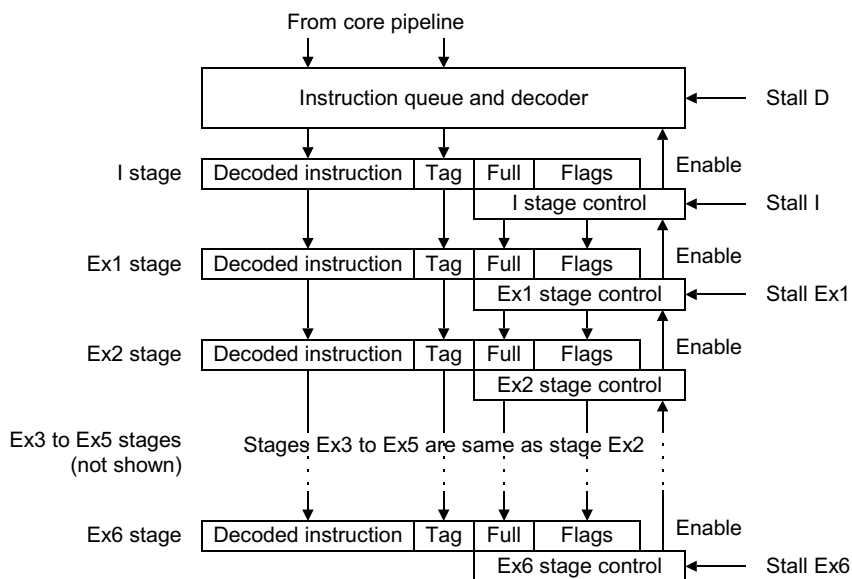 From core pipeline
Instruction queue and decoder
Stall D
Enable
I stage
Decoded instruction Tag Full Flags
I stage control
Stall I
Enable
Ex1 stage
Decoded instruction Tag Full Flags
Ex1 stage control
Stall Ex1
Enable
Ex2 stage
Decoded instruction Tag Full Flags
Ex2 stage control
Ex3 to Ex5 stages
(not shown)
Stages Ex3 to Ex5 are same as stage Ex2
Enable
Ex6 stage
Decoded instruction Tag Full Flags
Ex6 stage control
Stall Ex6